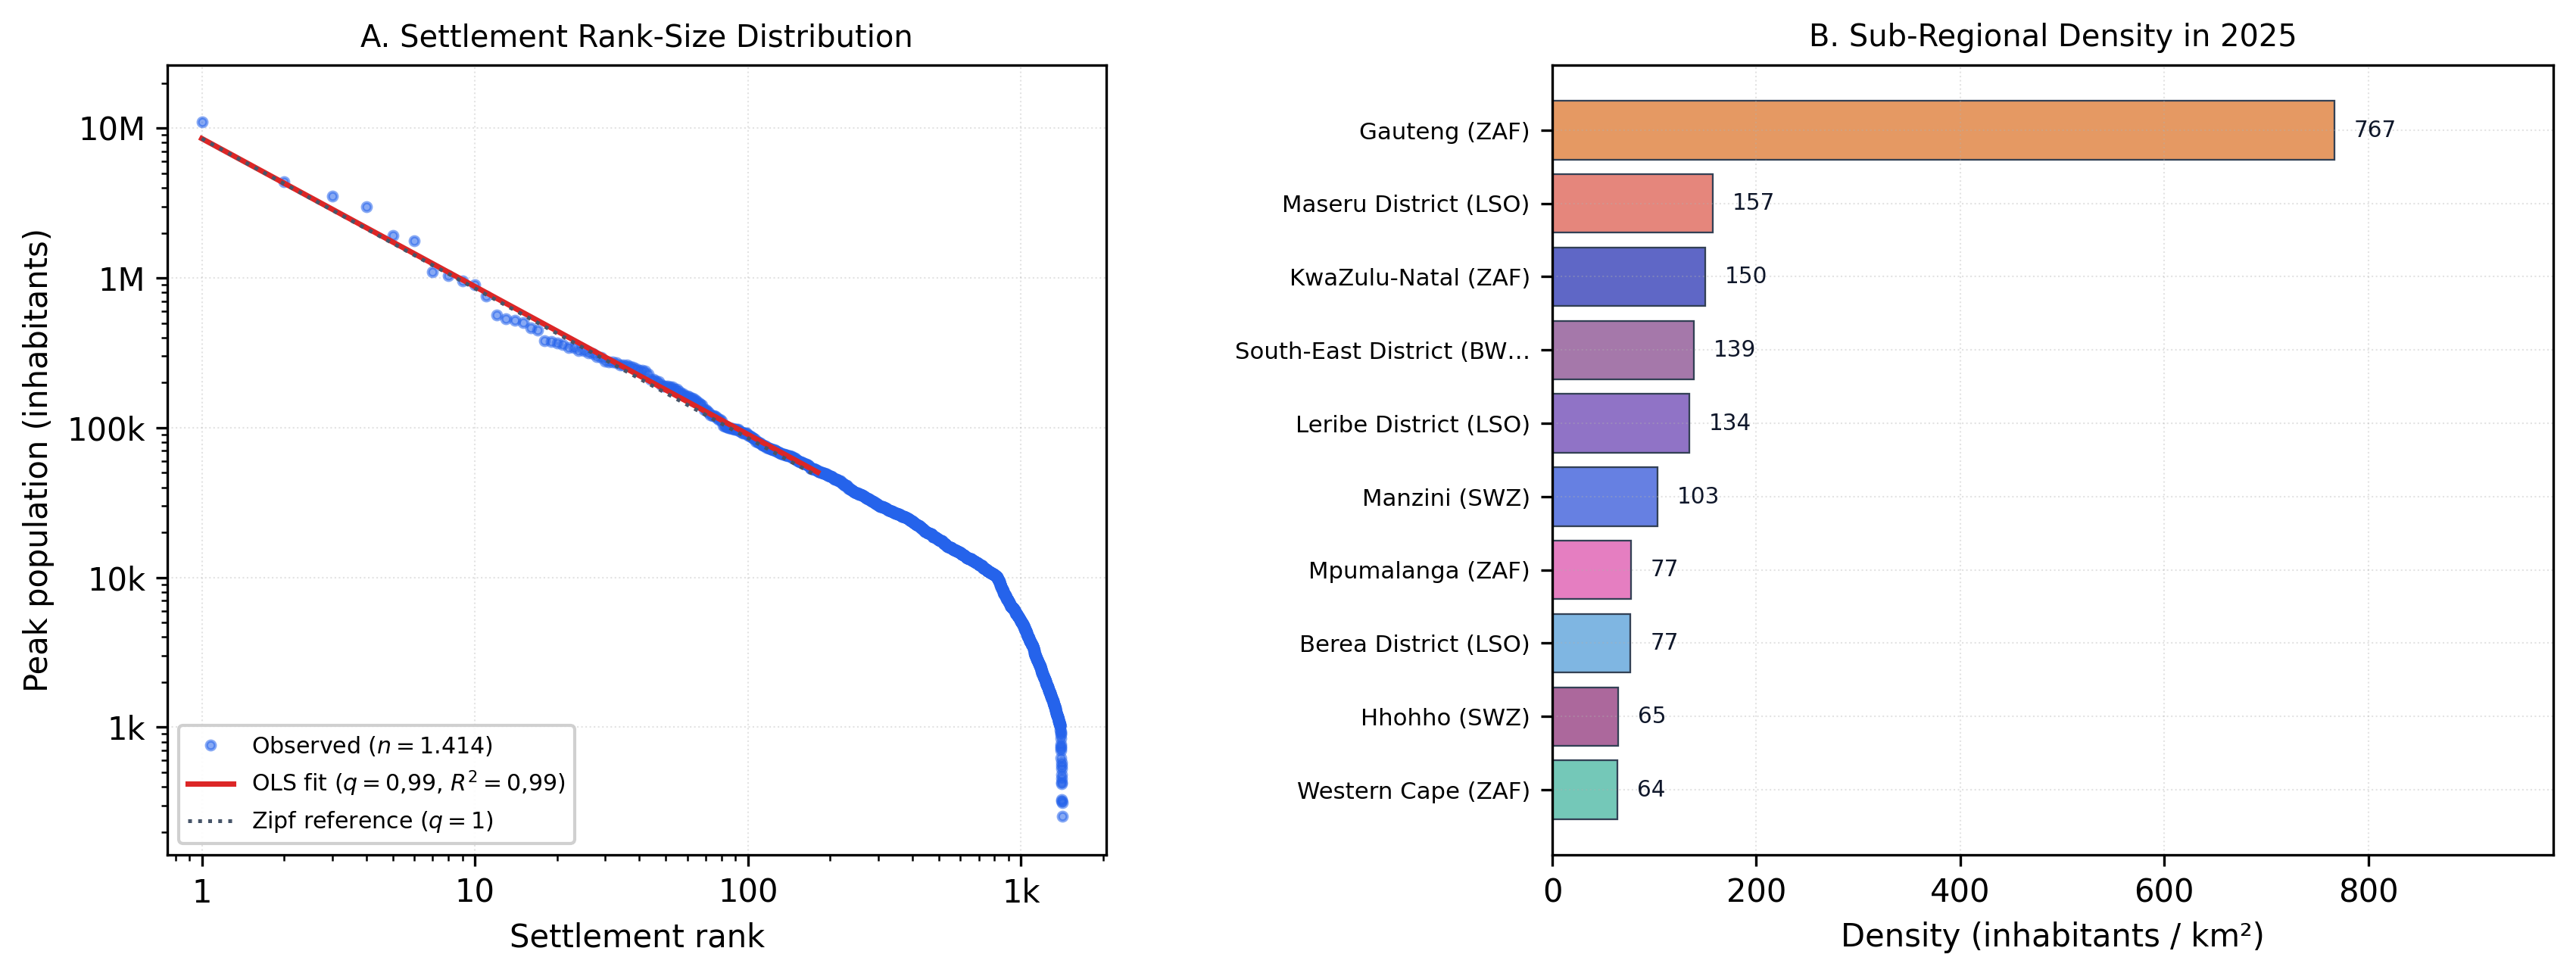 A. Settlement Rank-Size Distribution
Peak population (inhabitants)
10M
1M
100k
10k
1k
Observed (n = 1.414)
OLS fit (q = 0,99, R² = 0,99)
Zipf reference (q = 1)
1
10
100
1k
Settlement rank
B. Sub-Regional Density in 2025
Gauteng (ZAF)
767
Maseru District (LSO)
157
KwaZulu-Natal (ZAF)
150
South-East District (BW…
139
Leribe District (LSO)
134
Manzini (SWZ)
103
Mpumalanga (ZAF)
77
Berea District (LSO)
77
Hhohho (SWZ)
65
Western Cape (ZAF)
64
0
200
400
600
800
Density (inhabitants / km²)